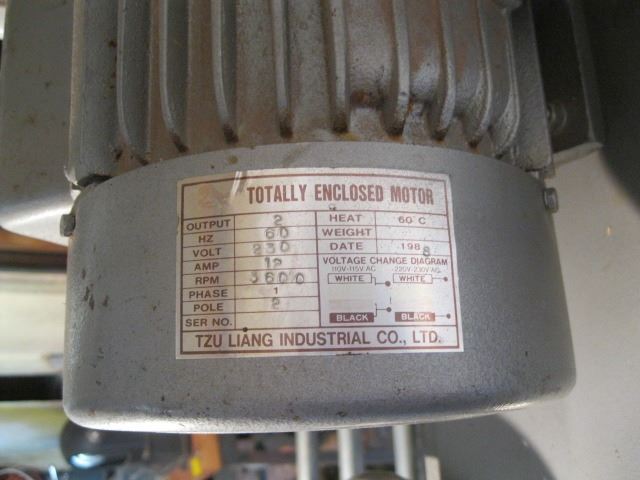 TOTALLY ENCLOSED MOTOR
OUTPUT 2 HEAT 60°C
HZ 60 WEIGHT
VOLT 230 DATE 1988
AMP 12 VOLTAGE CHANGE DIAGRAM
RPM 3600 110V-115V AC 220V-230V AC
PHASE 1 WHITE WHITE
POLE 2
SER NO. BLACK BLACK
TZU LIANG INDUSTRIAL CO., LTD.